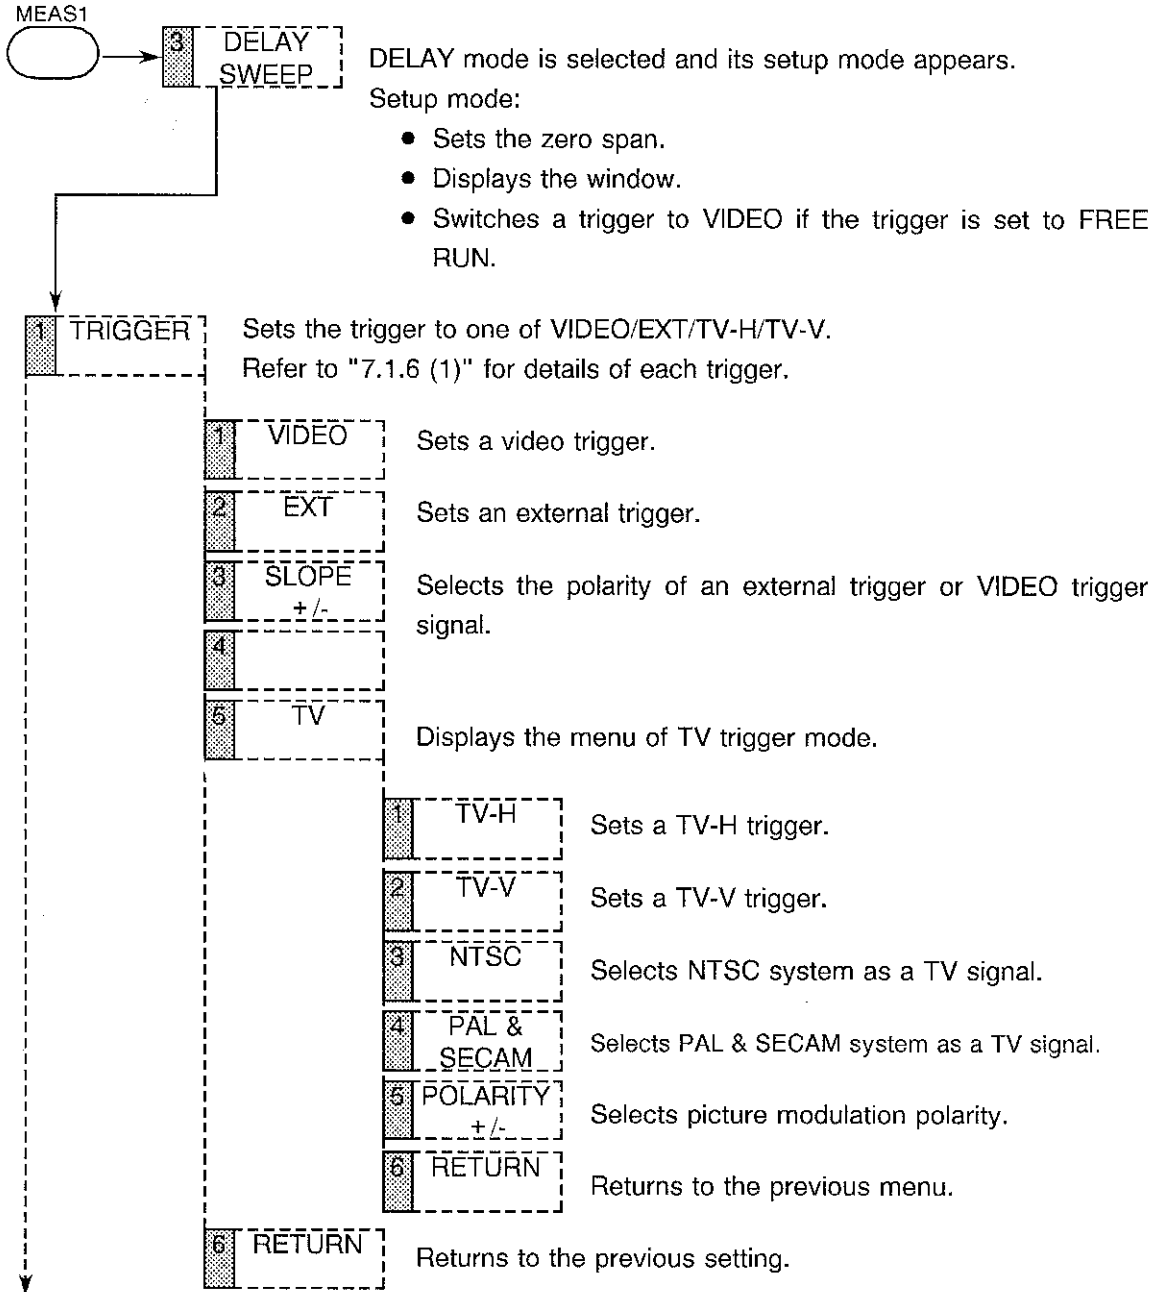 MEAS1
3 DELAY SWEEP
DELAY mode is selected and its setup mode appears.
Setup mode:
● Sets the zero span.
● Displays the window.
● Switches a trigger to VIDEO if the trigger is set to FREE
RUN.
1 TRIGGER
Sets the trigger to one of VIDEO/EXT/TV-H/TV-V.
Refer to "7.1.6 (1)" for details of each trigger.
1 VIDEO
Sets a video trigger.
2 EXT
Sets an external trigger.
3 SLOPE +/-
Selects the polarity of an external trigger or VIDEO trigger
signal.
4
5 TV
Displays the menu of TV trigger mode.
1 TV-H
Sets a TV-H trigger.
2 TV-V
Sets a TV-V trigger.
3 NTSC
Selects NTSC system as a TV signal.
4 PAL & SECAM
Selects PAL & SECAM system as a TV signal.
5 POLARITY +/-
Selects picture modulation polarity.
6 RETURN
Returns to the previous menu.
6 RETURN
Returns to the previous setting.